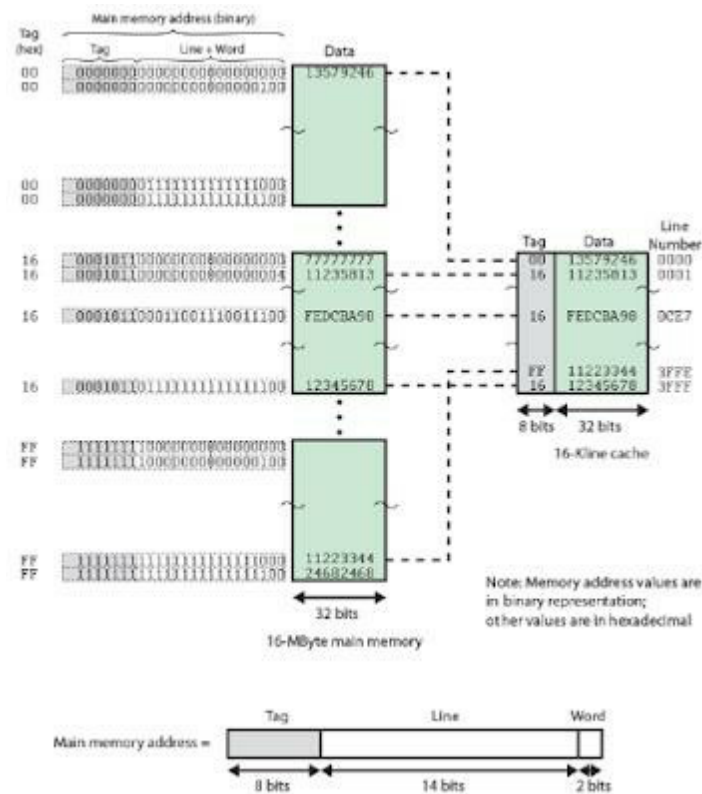 Main memory address (binary)
Tag
(hex)
Tag
Line + Word
Data
00
13579246
00
00
00
16
77777777
16
11235813
16
FEDCBA98
16
12345678
FF
FF
FF
11223344
FF
24682468
32 bits
16-MByte main memory
Tag
Data
Line
Number
00
13579246
0000
16
11235813
0001
16
FEDCBA98
0CE7
FF
11223344
3FFE
16
12345678
3FFF
8 bits
32 bits
16-Kline cache
Note: Memory address values are
in binary representation;
other values are in hexadecimal
Tag
Line
Word
Main memory address =
8 bits
14 bits
2 bits